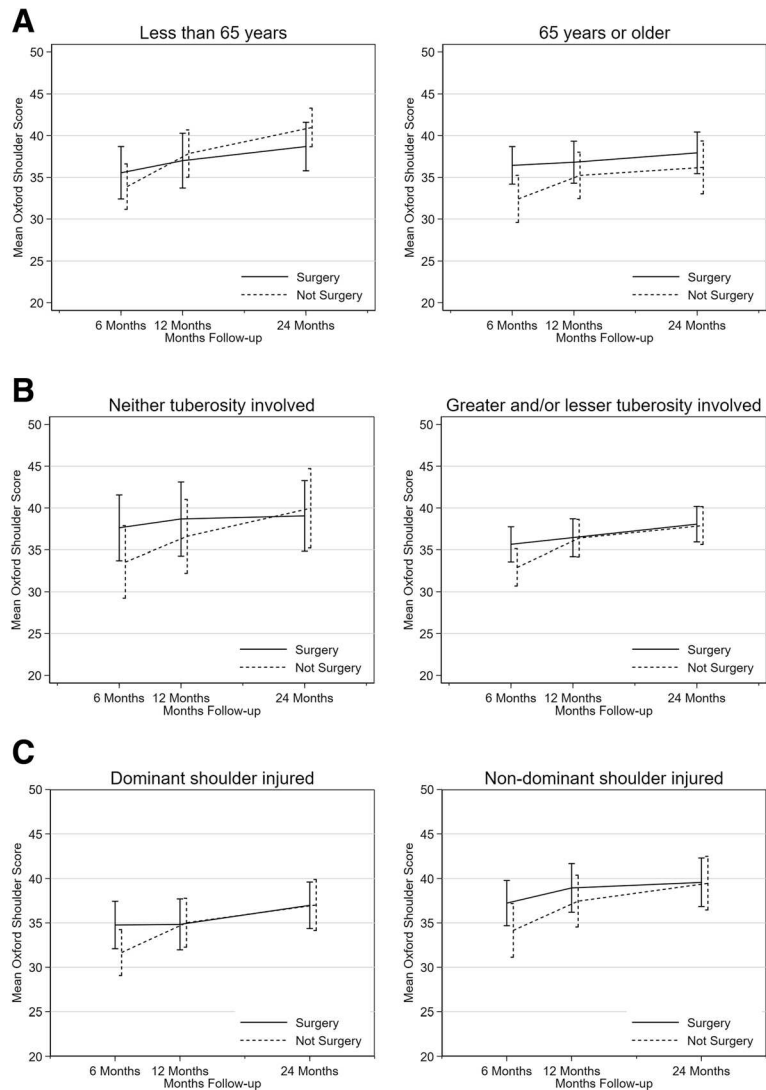 A
Less than 65 years
50
45
40
35
30
25
20
Mean Oxford Shoulder Score
Surgery
Not Surgery
6 Months 12 Months 24 Months
Months Follow-up
65 years or older
50
45
40
35
30
25
20
Mean Oxford Shoulder Score
Surgery
Not Surgery
6 Months 12 Months 24 Months
Months Follow-up
B
Neither tuberosity involved
50
45
40
35
30
25
20
Mean Oxford Shoulder Score
Surgery
Not Surgery
6 Months 12 Months 24 Months
Months Follow-up
Greater and/or lesser tuberosity involved
50
45
40
35
30
25
20
Mean Oxford Shoulder Score
Surgery
Not Surgery
6 Months 12 Months 24 Months
Months Follow-up
C
Dominant shoulder injured
50
45
40
35
30
25
20
Mean Oxford Shoulder Score
Surgery
Not Surgery
6 Months 12 Months 24 Months
Months Follow-up
Non-dominant shoulder injured
50
45
40
35
30
25
20
Mean Oxford Shoulder Score
Surgery
Not Surgery
6 Months 12 Months 24 Months
Months Follow-up